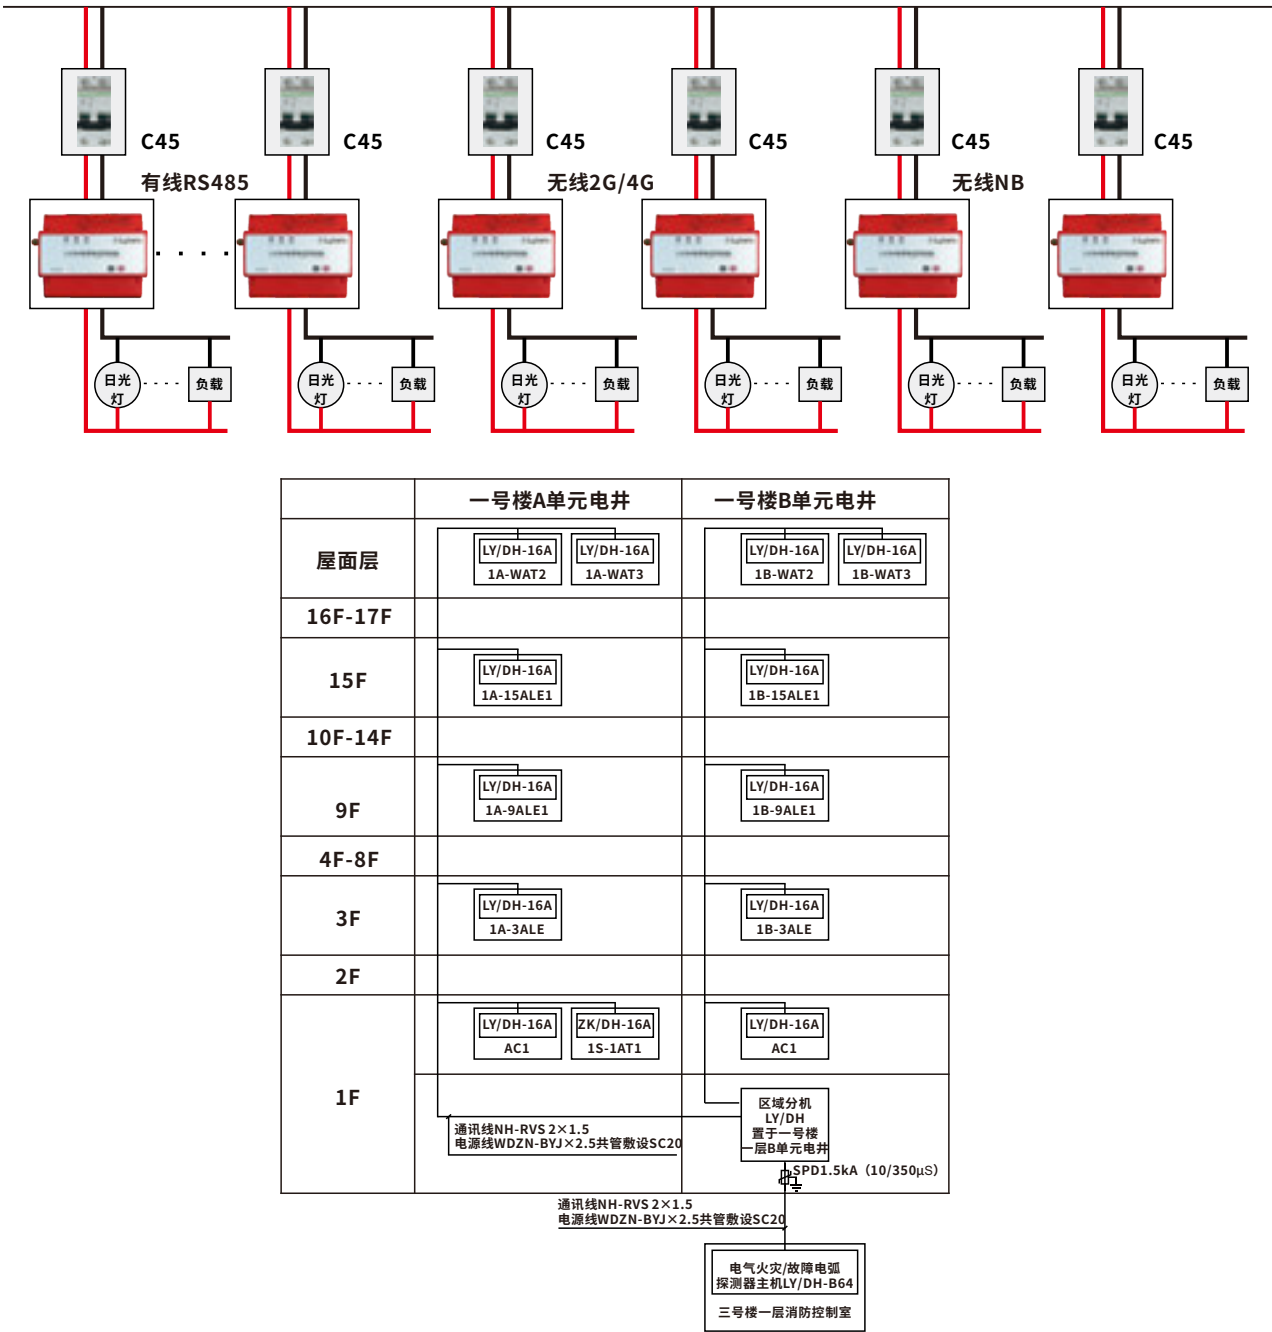 C45
C45
C45
C45
C45
C45
有线RS485
无线2G/4G
无线NB
日光灯
负载
日光灯
负载
日光灯
负载
日光灯
负载
日光灯
负载
日光灯
负载
一号楼A单元电井
一号楼B单元电井
屋面层
LY/DH-16A
1A-WAT2
LY/DH-16A
1A-WAT3
LY/DH-16A
1B-WAT2
LY/DH-16A
1B-WAT3
16F-17F
15F
LY/DH-16A
1A-15ALE1
LY/DH-16A
1B-15ALE1
10F-14F
9F
LY/DH-16A
1A-9ALE1
LY/DH-16A
1B-9ALE1
4F-8F
3F
LY/DH-16A
1A-3ALE
LY/DH-16A
1B-3ALE
2F
1F
LY/DH-16A
AC1
ZK/DH-16A
1S-1AT1
LY/DH-16A
AC1
通讯线NH-RVS 2×1.5
电源线WDZN-BYJ×2.5共管敷设SC20
区域分机
LY/DH
置于一号楼
一层B单元电井
SPD1.5kA（10/350μS）
通讯线NH-RVS 2×1.5
电源线WDZN-BYJ×2.5共管敷设SC20
电气火灾/故障电弧
探测器主机LY/DH-B64
三号楼一层消防控制室